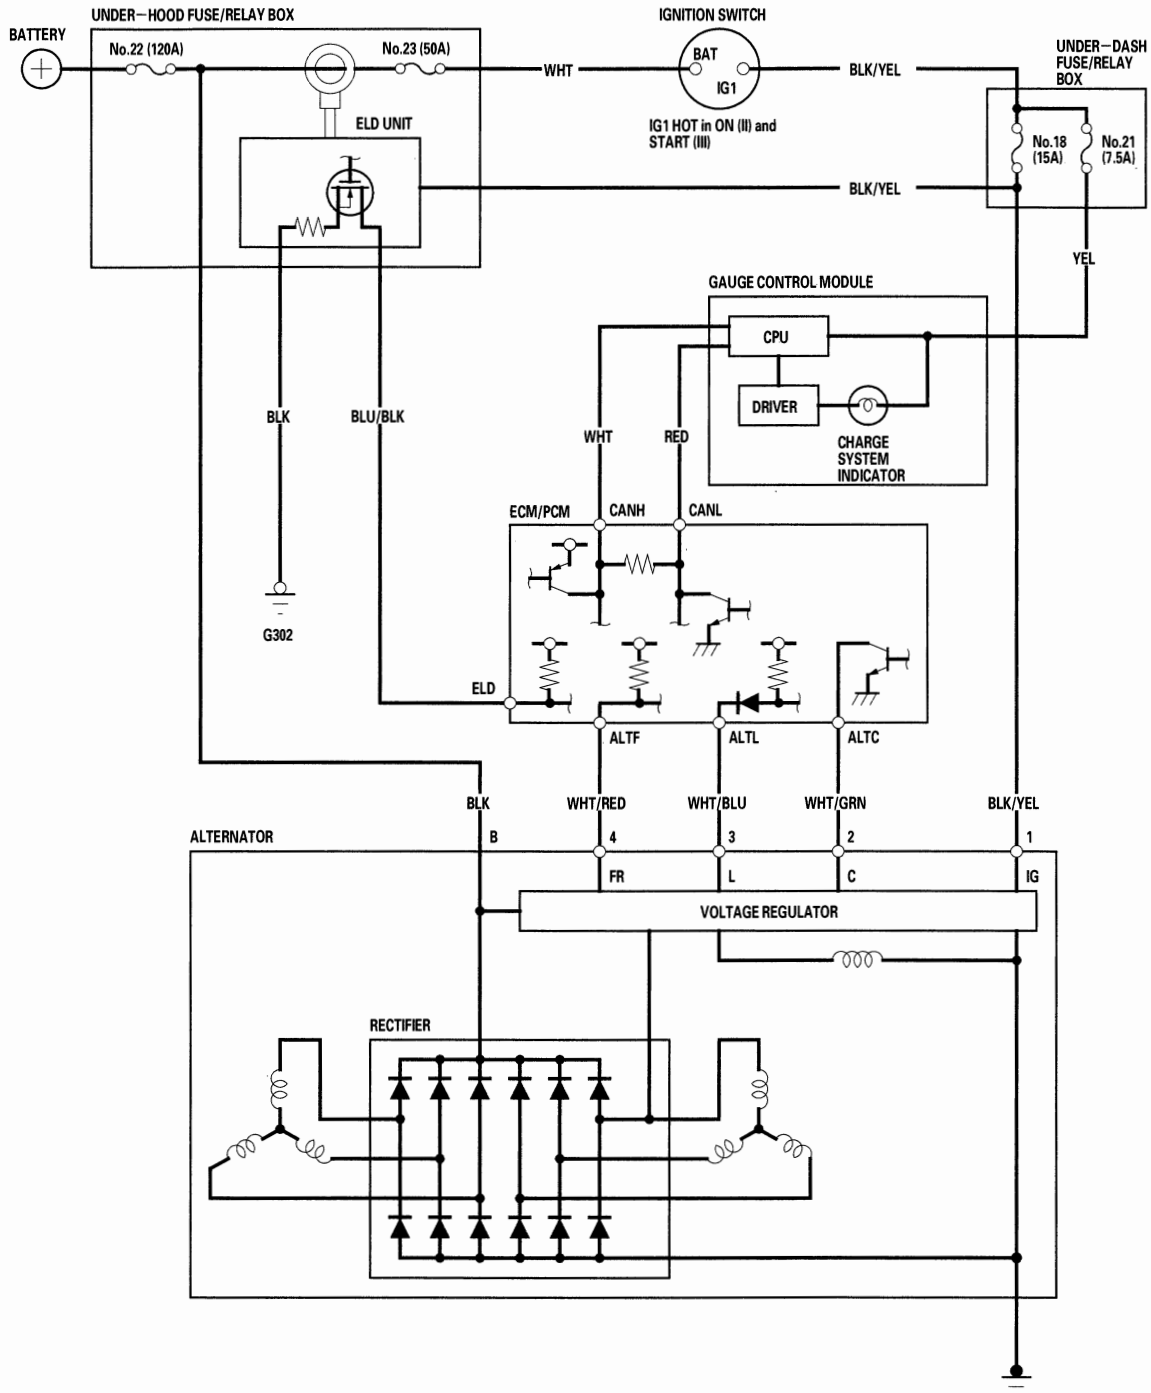 UNDER-HOOD FUSE/RELAY BOX
IGNITION SWITCH
BATTERY
No.22 (120A)
No.23 (50A)
WHT
BAT
IG1
BLK/YEL
UNDER-DASH
FUSE/RELAY
BOX
IG1 HOT in ON (II) and
START (III)
ELD UNIT
No.18
(15A)
No.21
(7.5A)
BLK/YEL
YEL
GAUGE CONTROL MODULE
CPU
DRIVER
CHARGE
SYSTEM
INDICATOR
BLK
BLU/BLK
WHT
RED
ECM/PCM
CANH
CANL
G302
ELD
ALTF
ALTL
ALTC
BLK
WHT/RED
WHT/BLU
WHT/GRN
BLK/YEL
ALTERNATOR
B
4
3
2
1
FR
L
C
IG
VOLTAGE REGULATOR
RECTIFIER